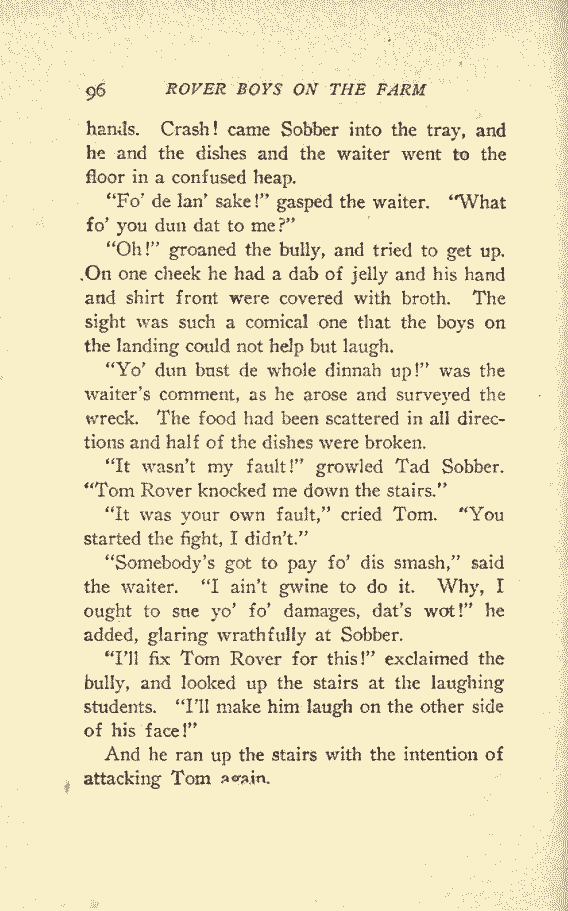 96 ROVER BOYS ON THE FARM
hands. Crash! came Sobber into the tray, and
he and the dishes and the waiter went to the
floor in a confused heap.
"Fo' de lan' sake!" gasped the waiter. "What
fo' you dun dat to me?"
"Oh!" groaned the bully, and tried to get up.
On one cheek he had a dab of jelly and his hand
and shirt front were covered with broth. The
sight was such a comical one that the boys on
the landing could not help but laugh.
"Yo' dun bust de whole dinnah up!" was the
waiter's comment, as he arose and surveyed the
wreck. The food had been scattered in all direc-
tions and half of the dishes were broken.
"It wasn't my fault!" growled Tad Sobber.
"Tom Rover knocked me down the stairs."
"It was your own fault," cried Tom. "You
started the fight, I didn't."
"Somebody's got to pay fo' dis smash," said
the waiter. "I ain't gwine to do it. Why, I
ought to sue yo' fo' damages, dat's wot!" he
added, glaring wrathfully at Sobber.
"I'll fix Tom Rover for this!" exclaimed the
bully, and looked up the stairs at the laughing
students. "I'll make him laugh on the other side
of his face!"
And he ran up the stairs with the intention of
attacking Tom again.